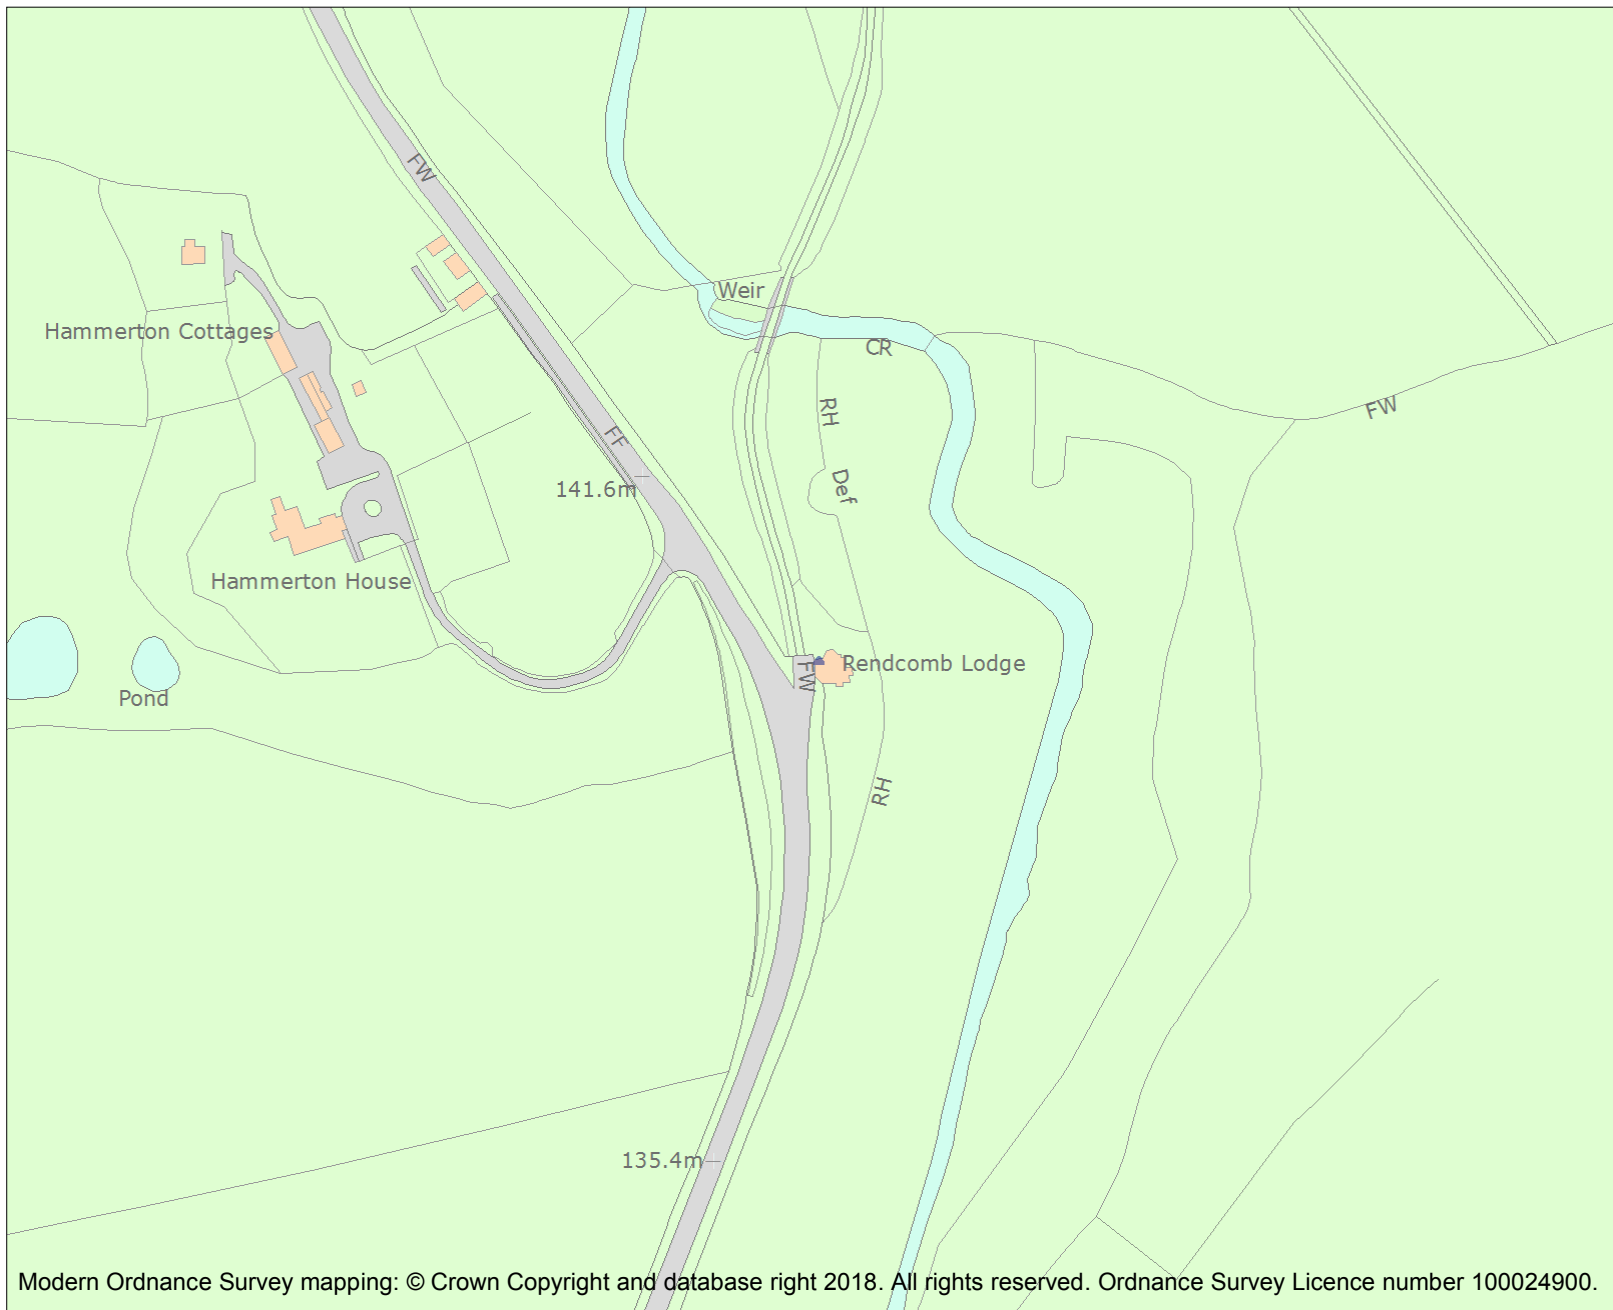 FW
Weir
Hammerton Cottages
CR
FW
RH
FF
Def
141.6m
Hammerton House
Rendcomb Lodge
FW
Pond
RH
135.4m
Modern Ordnance Survey mapping: © Crown Copyright and database right 2018. All rights reserved. Ordnance Survey Licence number 100024900.